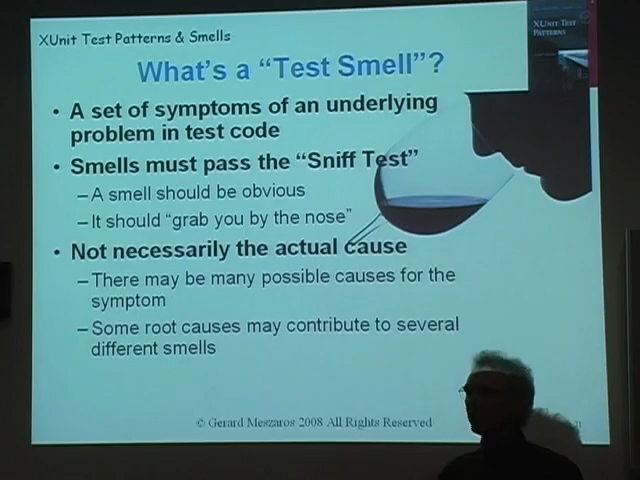 XUnit Test Patterns & Smells
XUNIT TEST
PATTERNS
What's a “Test Smell”?
• A set of symptoms of an underlying
problem in test code
• Smells must pass the “Sniff Test”
– A smell should be obvious
– It should “grab you by the nose”
• Not necessarily the actual cause
– There may be many possible causes for the
symptom
– Some root causes may contribute to several
different smells
© Gerard Meszaros 2008 All Rights Reserved